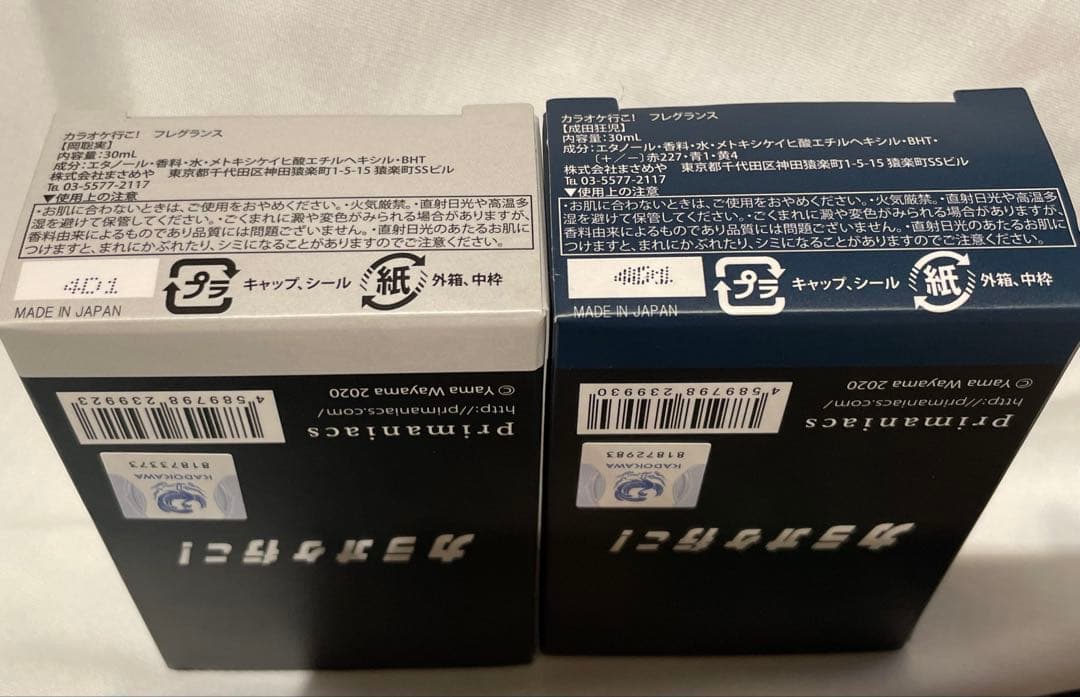 カラオケ行こ! フレグランス
【岡聡実】
内容量:30mL
成分:エタノール・香料・水・メトキシケイヒ酸エチルヘキシル・BHT
株式会社まさめや 東京都千代田区神田猿楽町1-5-15 猿楽町SSビル
℡ 03-5577-2117
▼使用上の注意
・お肌に合わないときは、ご使用をおやめください。・火気厳禁。・直射日光や高温多
湿を避けて保管してください。・ごくまれに澱や変色がみられる場合がありますが、
香料由来によるものであり品質には問題ございません。・直射日光のあたるお肌に
つけますと、まれにかぶれたり、シミになることがありますのでご注意ください。
4D1
プラ
キャップ、シール
紙
外箱、中枠
MADE IN JAPAN
© Yama Wayama 2020
4 589798 239923
http://primaniacs.com/
primaniacs
81873373
KADOKAWA
カラオケ行こ!
カラオケ行こ! フレグランス
【成田狂児】
内容量:30mL
成分:エタノール・香料・水・メトキシケイヒ酸エチルヘキシル・BHT・
(+/-)赤227・青1・黄4
株式会社まさめや 東京都千代田区神田猿楽町1-5-15 猿楽町SSビル
℡ 03-5577-2117
▼使用上の注意
・お肌に合わないときは、ご使用をおやめください。・火気厳禁。・直射日光や高温多
湿を避けて保管してください。・ごくまれに澱や変色がみられる場合がありますが、
香料由来によるものであり品質には問題ございません。・直射日光のあたるお肌に
つけますと、まれにかぶれたり、シミになることがありますのでご注意ください。
プラ
キャップ、シール
紙
外箱、中枠
MADE IN JAPAN
© Yama Wayama 2020
4 589798 239930
http://primaniacs.com/
primaniacs
81872983
KADOKAWA
カラオケ行こ!